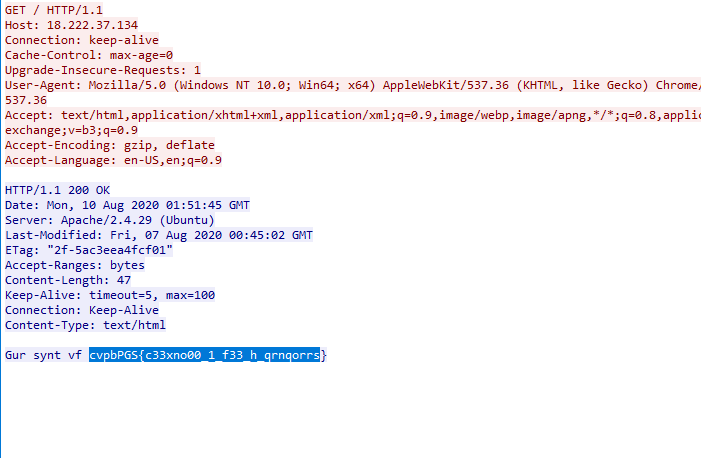 GET / HTTP/1.1
Host: 18.222.37.134
Connection: keep-alive
Cache-Control: max-age=0
Upgrade-Insecure-Requests: 1
User-Agent: Mozilla/5.0 (Windows NT 10.0; Win64; x64) AppleWebKit/537.36 (KHTML, like Gecko) Chrome/
537.36
Accept: text/html,application/xhtml+xml,application/xml;q=0.9,image/webp,image/apng,*/*;q=0.8,applic
exchange;v=b3;q=0.9
Accept-Encoding: gzip, deflate
Accept-Language: en-US,en;q=0.9
HTTP/1.1 200 OK
Date: Mon, 10 Aug 2020 01:51:45 GMT
Server: Apache/2.4.29 (Ubuntu)
Last-Modified: Fri, 07 Aug 2020 00:45:02 GMT
ETag: "2f-5ac3eea4fcf01"
Accept-Ranges: bytes
Content-Length: 47
Keep-Alive: timeout=5, max=100
Connection: Keep-Alive
Content-Type: text/html
Gur synt vf cvpbPGS{c33xno00_1_f33_h_qrnqorrs}